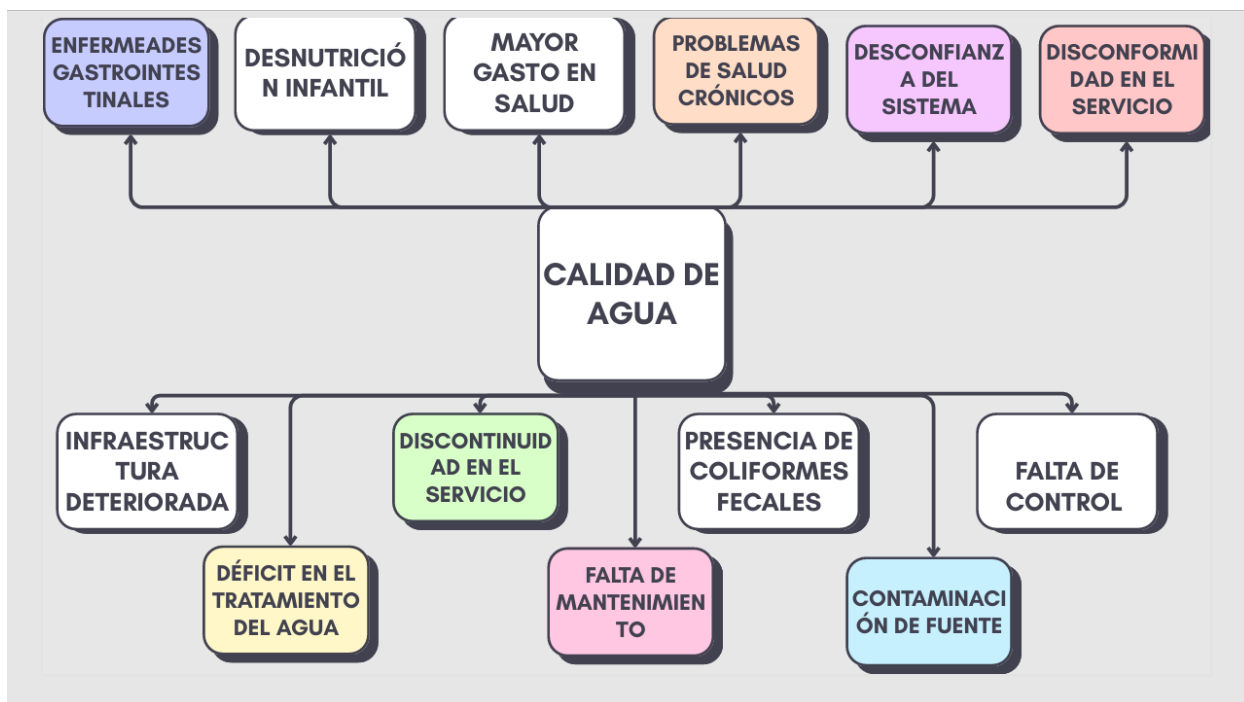 ENFERMEADES
GASTROINTES
TINALES
DESNUTRICIÓ
N INFANTIL
MAYOR
GASTO EN
SALUD
PROBLEMAS
DE SALUD
CRÓNICOS
DESCONFIANZ
A DEL
SISTEMA
DISCONFORMI
DAD EN EL
SERVICIO
CALIDAD DE
AGUA
INFRAESTRUC
TURA
DETERIORADA
DISCONTINUID
AD EN EL
SERVICIO
PRESENCIA DE
COLIFORMES
FECALES
FALTA DE
CONTROL
DÉFICIT EN EL
TRATAMIENTO
DEL AGUA
FALTA DE
MANTENIMIEN
TO
CONTAMINACI
ÓN DE FUENTE